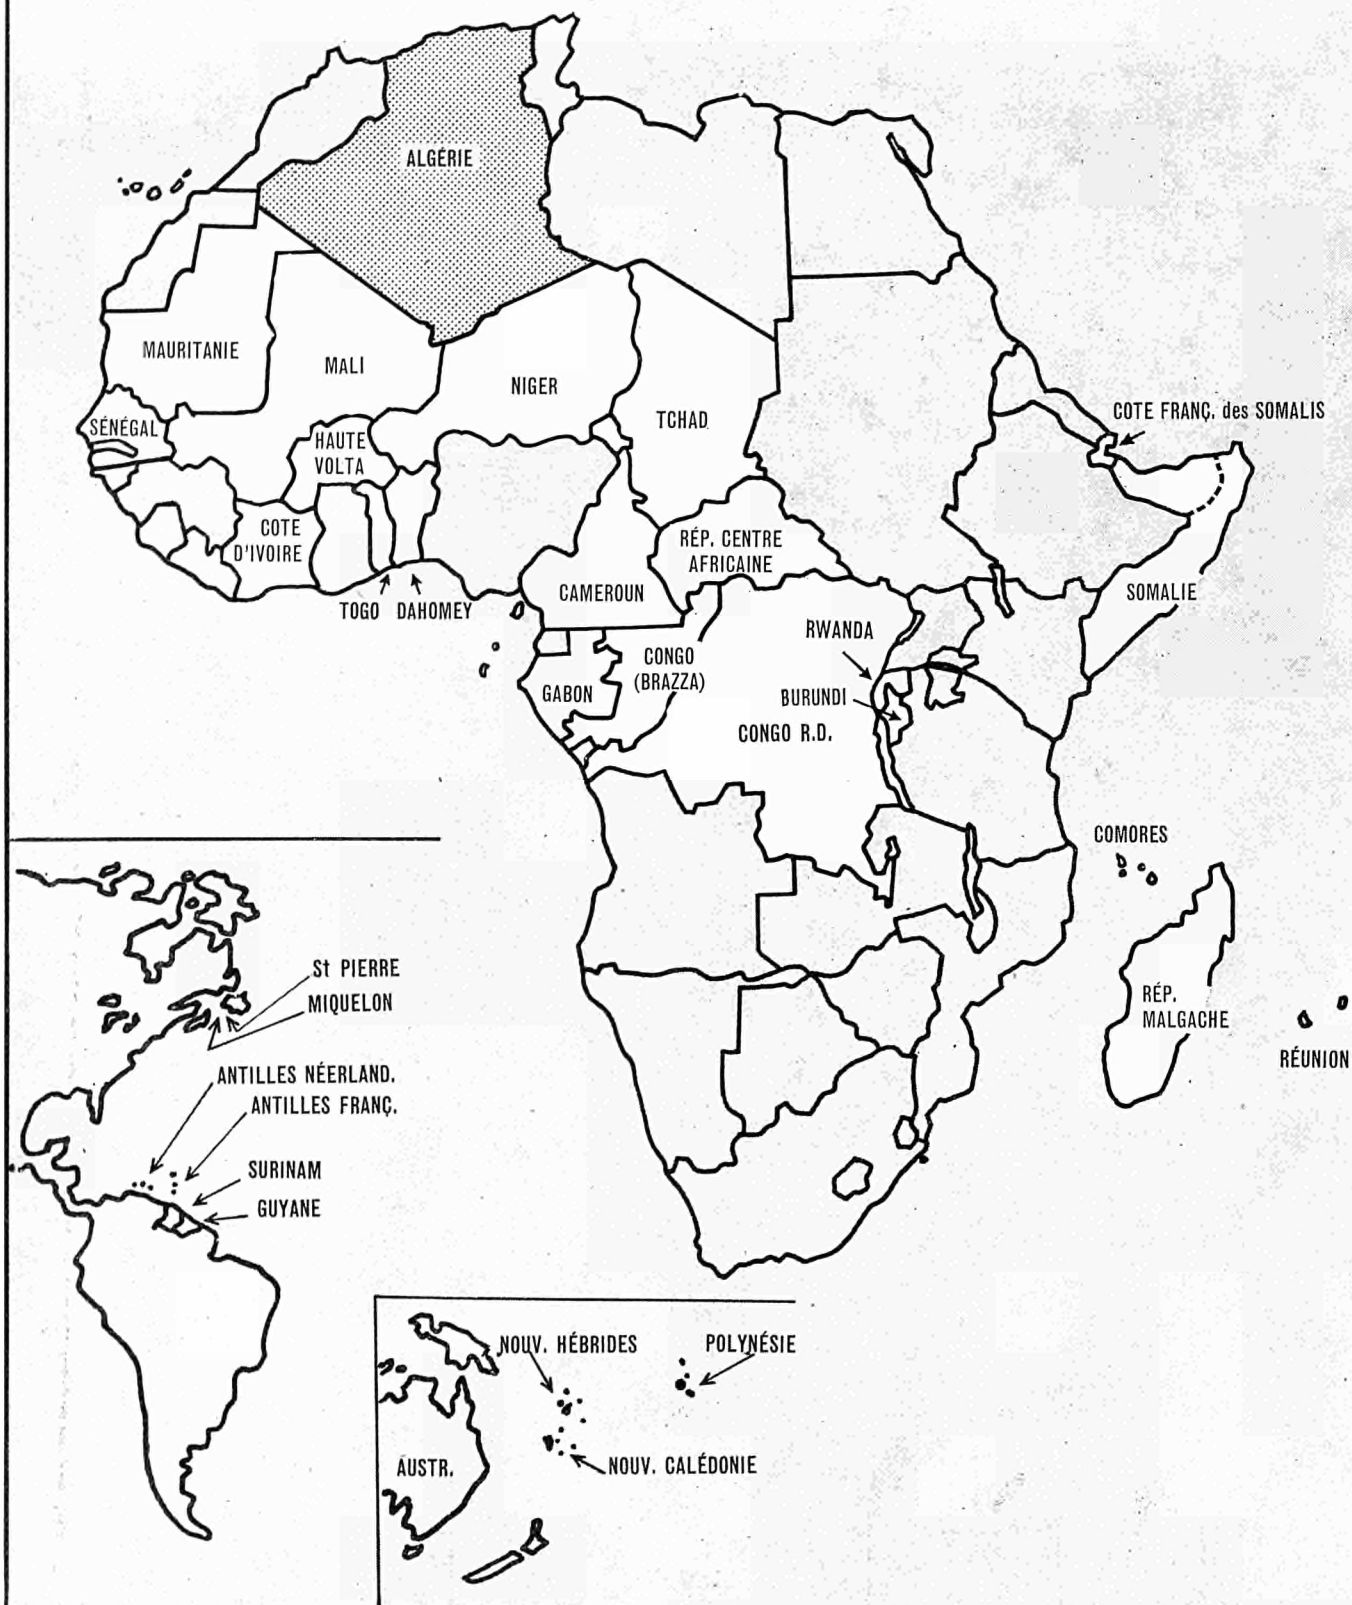 ALGÉRIE
MAURITANIE
MaLI
NIGER
TCHAD
COTE FRANÇ. des SOMALIS
SÉNÉGAL
HAUTE
VOLTA
COTE
D'IVOIRE
RÉP. CENTRE
AFRICAINE
CAMEROUN
SOMALIE
TOGO DAHOMEY
RWANDA
CONGO
(BRAZZA)
GABON
BURUNDI
CONGO R.D.
COMORES
RÉP.
MALGACHE
RÉUNION
St PIERRE
MIQUELON
ANTILLES NÉERLAND.
ANTILLES FRANÇ.
SURINAM
GUYANE
NOUV. HÉBRIDES
POLYNÉSIE
AUSTR.
NOUV. CALÉDONIE